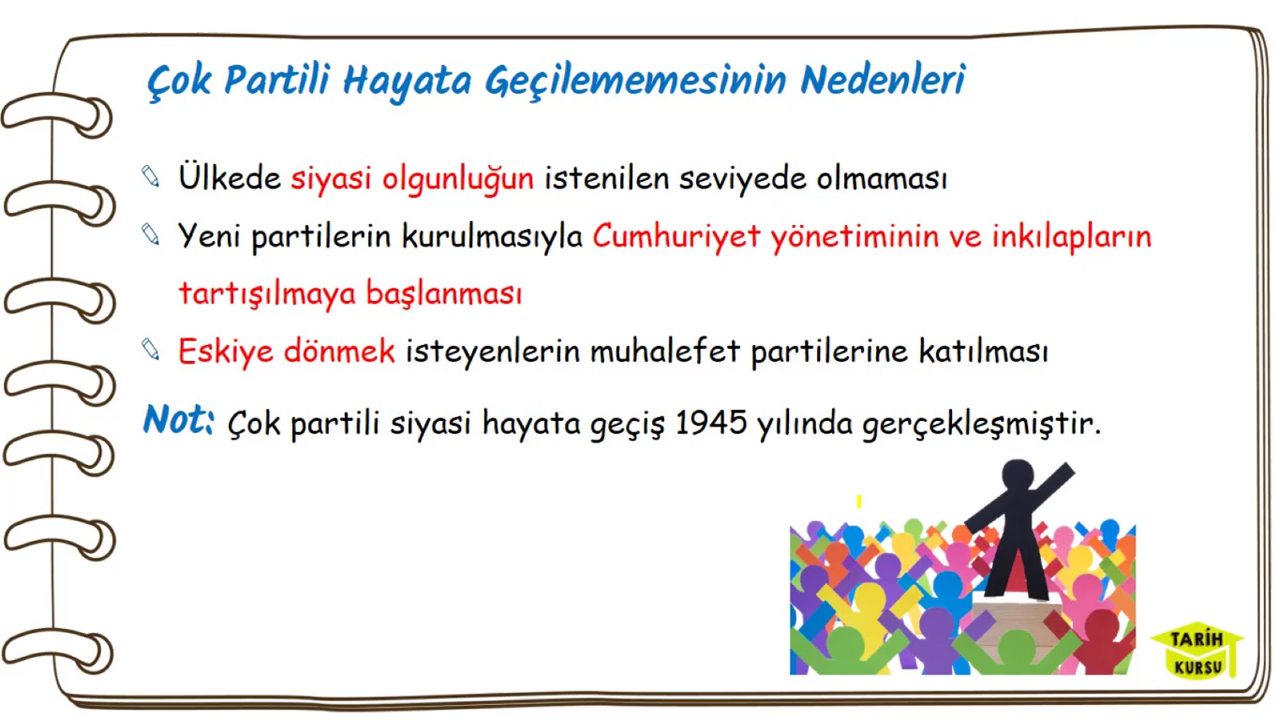 Çok Partili Hayata Geçilememesinin Nedenleri
Ülkede siyasi olgunluğun istenilen seviyede olmaması
Yeni partilerin kurulmasıyla Cumhuriyet yönetiminin ve inkılapların
tartışılmaya başlanması
Eskiye dönmek isteyenlerin muhalefet partilerine katılması
Not: Çok partili siyasi hayata geçiş 1945 yılında gerçekleşmiştir.
TARİH
KURSU